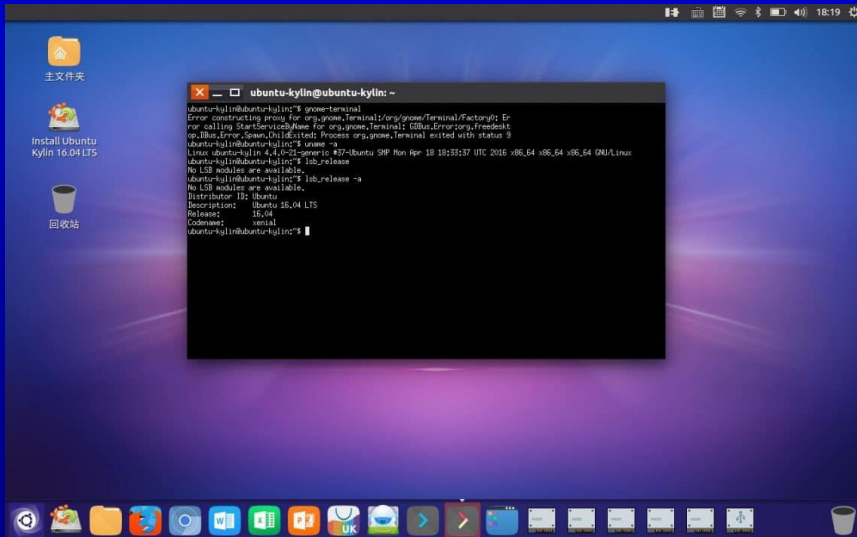 18:19
主文件夹
Install Ubuntu
Kylin 16.04 LTS
回收站
ubuntu-kylin@ubuntu-kylin: ~
ubuntu-kylin@ubuntu-kylin:~$ gnome-terminal
Error constructing proxy for org.gnome.Terminal:/org/gnome/Terminal/Factory0: Er
ror calling StartServiceByName for org.gnome.Terminal: GDBus.Error:org.freedeskt
op.DBus.Error.Spawn.ChildExited: Process org.gnome.Terminal exited with status 9
ubuntu-kylin@ubuntu-kylin:~$ uname -a
Linux ubuntu-kylin 4.4.0-21-generic #37-Ubuntu SMP Mon Apr 18 18:33:37 UTC 2016 x86_64 x86_64 x86_64 GNU/Linux
ubuntu-kylin@ubuntu-kylin:~$ lsb_release
No LSB modules are available.
ubuntu-kylin@ubuntu-kylin:~$ lsb_release -a
No LSB modules are available.
Distributor ID: Ubuntu
Description: Ubuntu 16.04 LTS
Release: 16.04
Codename: xenial
ubuntu-kylin@ubuntu-kylin:~$
W
X
P
UK